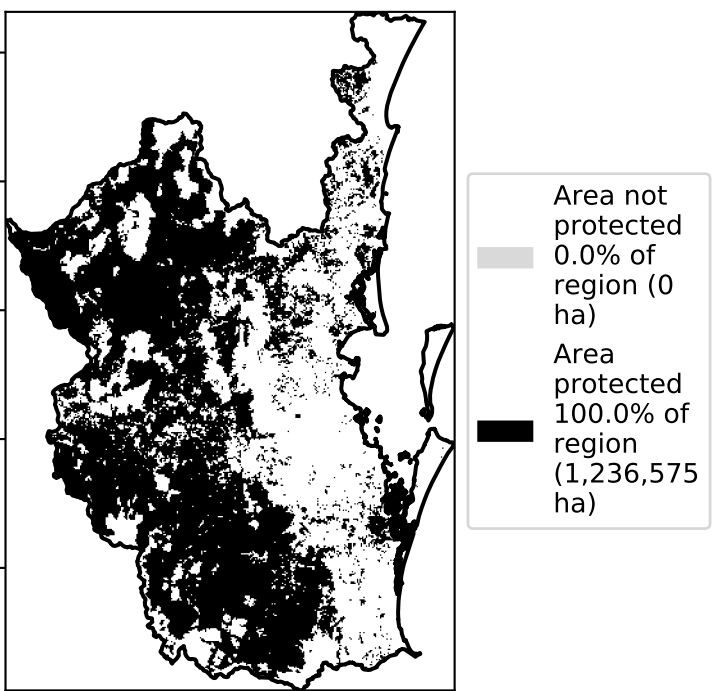 Area not
protected
0.0% of
region (0
ha)
Area
protected
100.0% of
region
(1,236,575
ha)